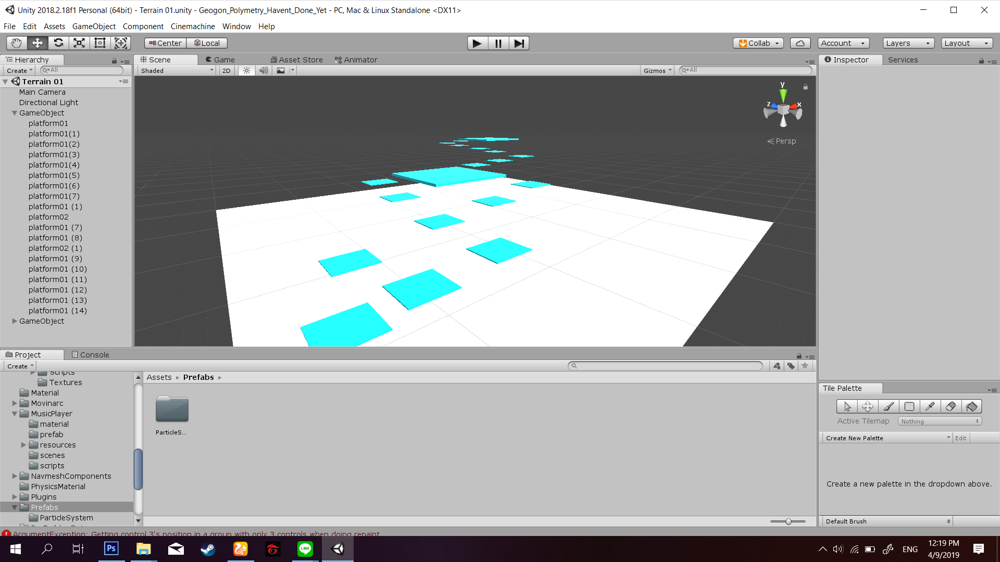 Unity 2018.2.18f1 Personal (64bit) - Terrain 01.unity - Geogon_Polymetry_Havent_Done_Yet - PC, Mac & Linux Standalone <DX11>
File Edit Assets GameObject Component Cinemachine Window Help
Center Local Collab Account Layers Layout
Hierarchy Scene Game Asset Store Animator Inspector Services
Create All Shaded 2D Gizmos All
Terrain 01
Main Camera
Directional Light
GameObject
platform01
platform01(1)
platform01(2)
platform01(3)
platform01(4)
platform01(5)
platform01(6)
platform01(7)
platform01 (1)
platform02
platform01 (7)
platform01 (8)
platform02 (1)
platform01 (9)
platform01 (10)
platform01 (11)
platform01 (12)
platform01 (13)
platform01 (14)
GameObject
y
z x
Persp
Project Console
Create
Scripts
Textures
Material
Movinarc
MusicPlayer
material
prefab
resources
scenes
scripts
NavmeshComponents
PhysicsMaterial
Plugins
Prefabs
ParticleSystem
Assets Prefabs
ParticleS...
Tile Palette
Active Tilemap Nothing
Create New Palette Edit
Create a new palette in the dropdown above.
Default Brush
ArgumentException: Getting control 3's position in a group with only 3 controls when doing repaint
Ps
LINE
ENG
12:19 PM
4/9/2019